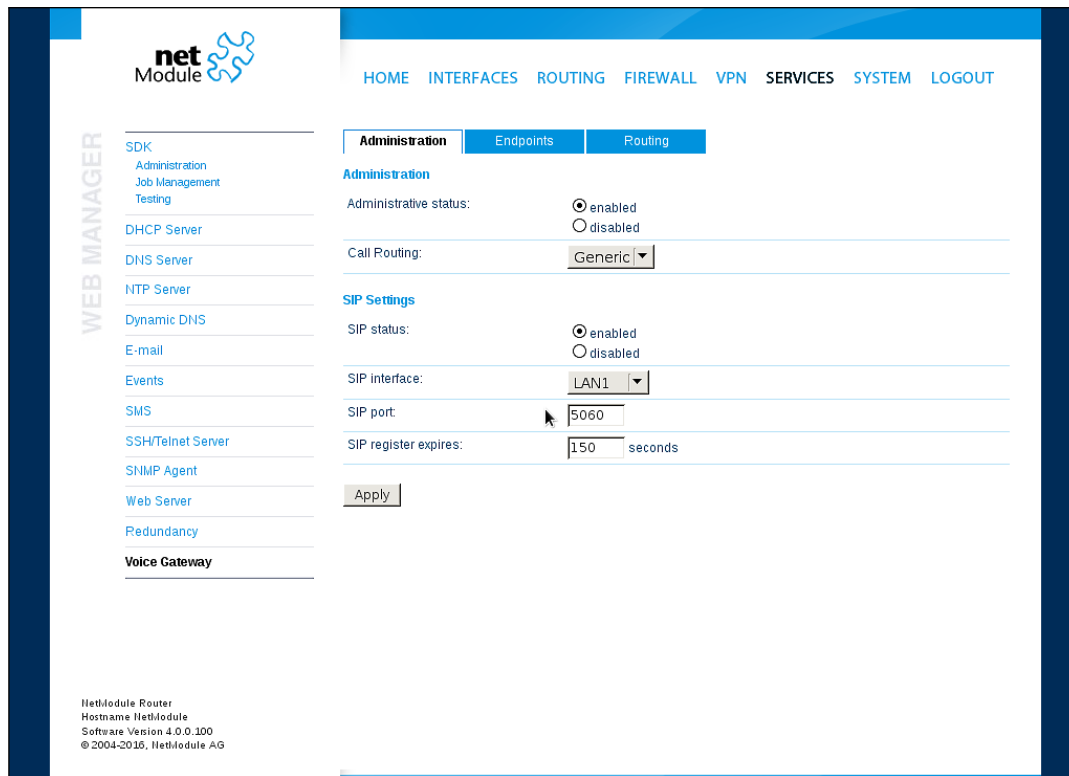 net
Module
HOME INTERFACES ROUTING FIREWALL VPN SERVICES SYSTEM LOGOUT
WEB MANAGER
SDK
Administration
Job Management
Testing
DHCP Server
DNS Server
NTP Server
Dynamic DNS
E-mail
Events
SMS
SSH/Telnet Server
SNMP Agent
Web Server
Redundancy
Voice Gateway
Administration Endpoints Routing
Administration
Administrative status: enabled
disabled
Call Routing: Generic
SIP Settings
SIP status: enabled
disabled
SIP interface: LAN1
SIP port: 5060
SIP register expires: 150 seconds
Apply
NetModule Router
Hostname NetModule
Software Version 4.0.0.100
© 2004-2016, NetModule AG